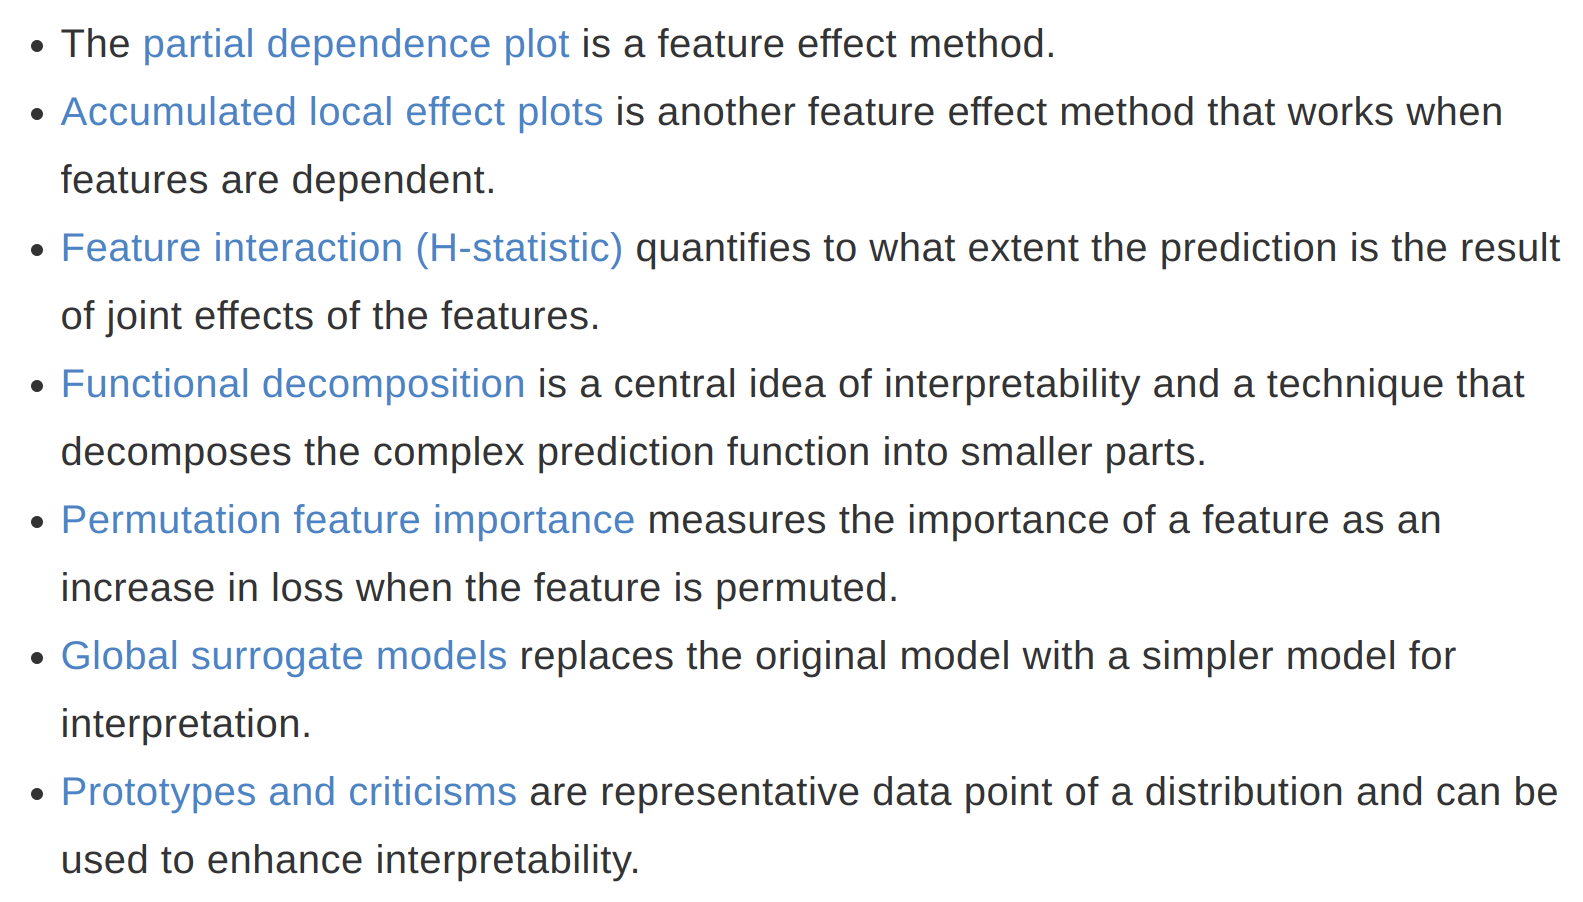 The partial dependence plot is a feature effect method.
Accumulated local effect plots is another feature effect method that works when
features are dependent.
Feature interaction (H-statistic) quantifies to what extent the prediction is the result
of joint effects of the features.
Functional decomposition is a central idea of interpretability and a technique that
decomposes the complex prediction function into smaller parts.
Permutation feature importance measures the importance of a feature as an
increase in loss when the feature is permuted.
Global surrogate models replaces the original model with a simpler model for
interpretation.
Prototypes and criticisms are representative data point of a distribution and can be
used to enhance interpretability.